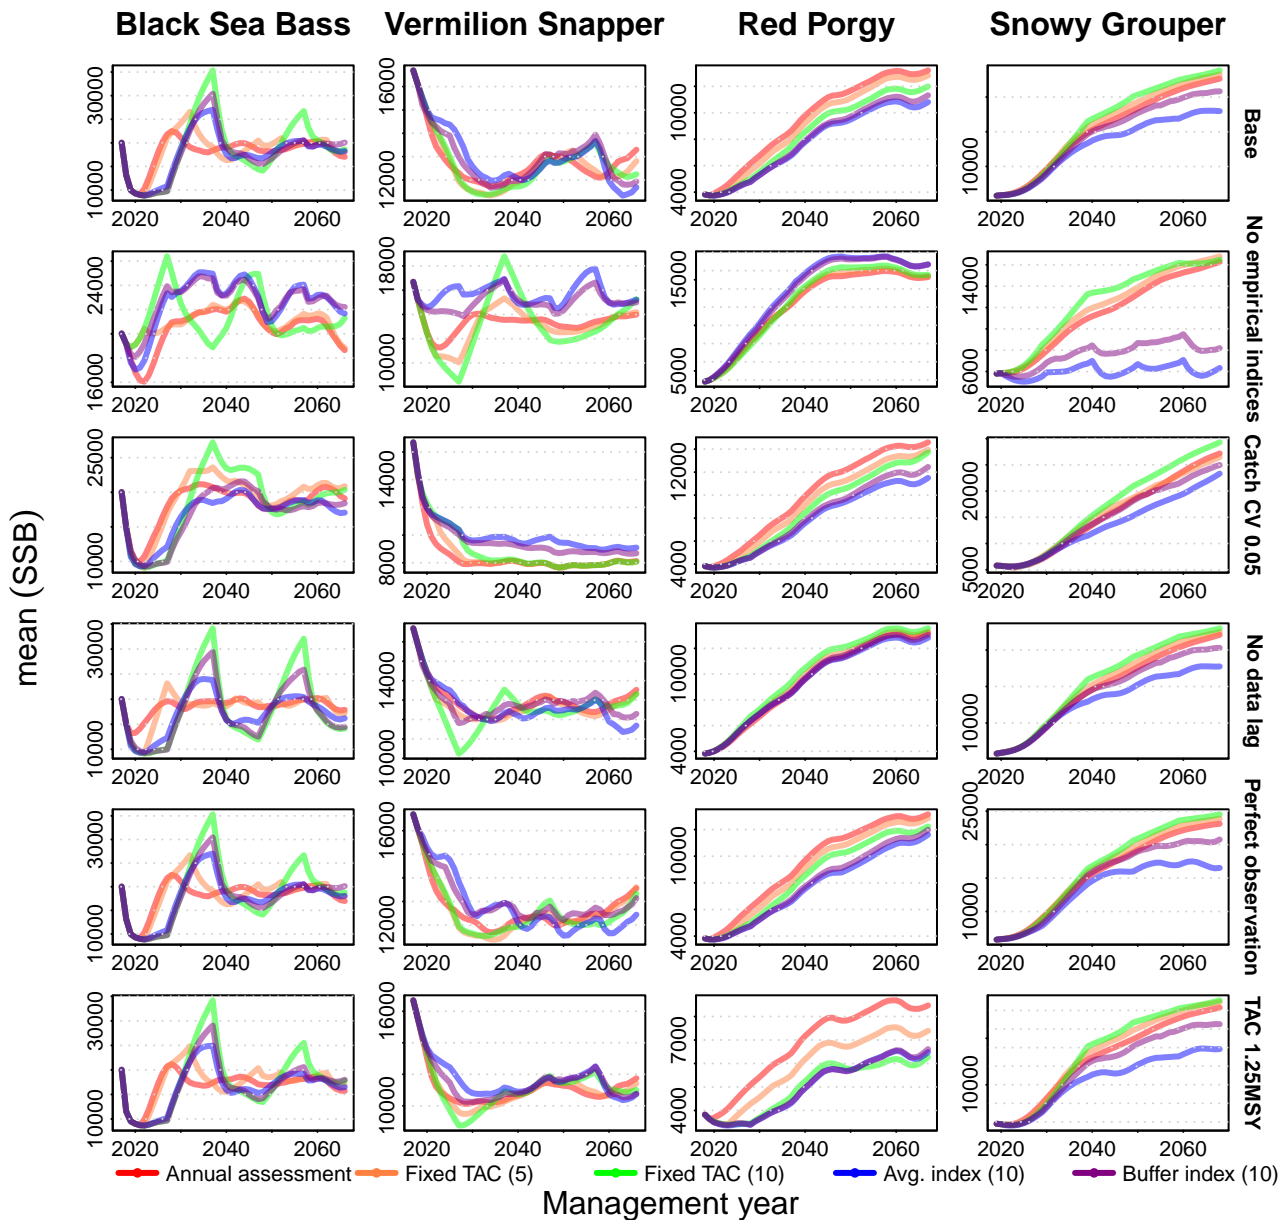 Black Sea Bass Vermilion Snapper Red Porgy Snowy Grouper
10000 30000
2020 2040 2060
12000 16000
2020 2040 2060
4000 10000
2020 2040 2060
10000
2020 2040 2060
Base
16000 24000
2020 2040 2060
10000 18000
2020 2040 2060
5000 15000
2020 2040 2060
6000 14000
2020 2040 2060
No empirical indices
10000 25000
2020 2040 2060
8000 14000
2020 2040 2060
4000 12000
2020 2040 2060
5000 20000
2020 2040 2060
Catch CV 0.05
mean (SSB)
10000 30000
2020 2040 2060
10000 14000
2020 2040 2060
4000 10000
2020 2040 2060
10000
2020 2040 2060
No data lag
10000 30000
2020 2040 2060
12000 16000
2020 2040 2060
4000 10000
2020 2040 2060
10000 25000
2020 2040 2060
Perfect observation
10000 30000
2020 2040 2060
10000 16000
2020 2040 2060
4000 7000
2020 2040 2060
10000
2020 2040 2060
TAC 1.25MSY
Annual assessment Fixed TAC (5) Fixed TAC (10) Avg. index (10) Buffer index (10)
Management year